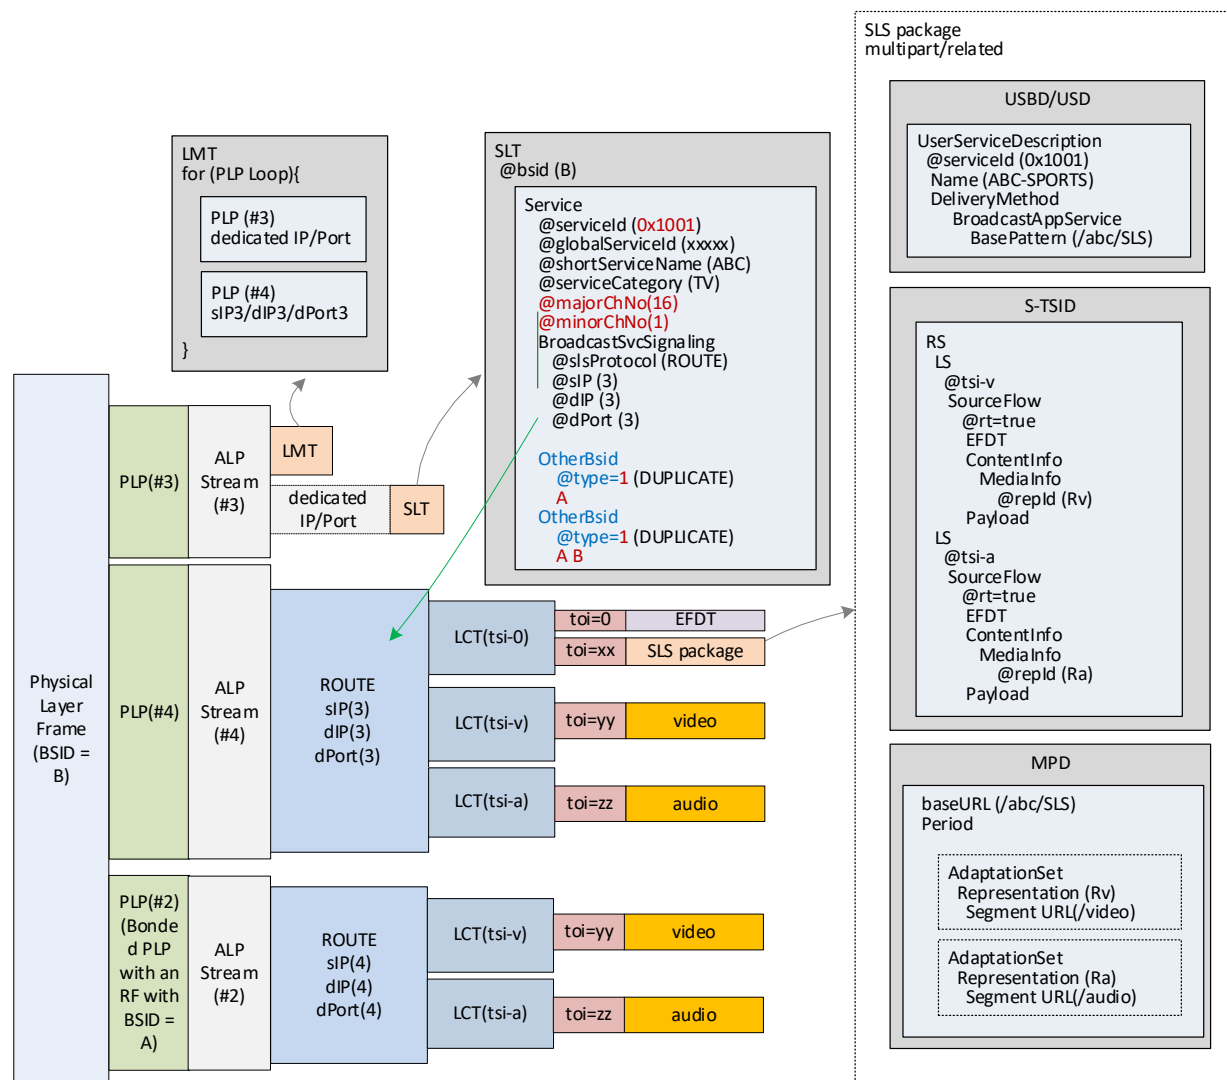 LMT
for (PLP Loop){
PLP (#3)
dedicated IP/Port
PLP (#4)
sIP3/dIP3/dPort3
}
SLT
@bsid (B)
Service
@serviceId (0x1001)
@globalServiceId (xxxxx)
@shortServiceName (ABC)
@serviceCategory (TV)
@majorChNo(16)
@minorChNo(1)
BroadcastSvcSignaling
@slsProtocol (ROUTE)
@sIP (3)
@dIP (3)
@dPort (3)
OtherBsid
@type=1 (DUPLICATE)
A
OtherBsid
@type=1 (DUPLICATE)
A B
SLS package
multipart/related
USBD/USD
UserServiceDescription
@serviceId (0x1001)
Name (ABC-SPORTS)
DeliveryMethod
BroadcastAppService
BasePattern (/abc/SLS)
S-TSID
RS
LS
@tsi-v
SourceFlow
@rt=true
EFDT
ContentInfo
MediaInfo
@repId (Rv)
Payload
LS
@tsi-a
SourceFlow
@rt=true
EFDT
ContentInfo
MediaInfo
@repId (Ra)
Payload
MPD
baseURL (/abc/SLS)
Period
AdaptationSet
Representation (Rv)
Segment URL(/video)
AdaptationSet
Representation (Ra)
Segment URL(/audio)
Physical
Layer
Frame
(BSID =
B)
PLP(#3)
ALP
Stream
(#3)
LMT
dedicated
IP/Port
SLT
PLP(#4)
ALP
Stream
(#4)
ROUTE
sIP(3)
dIP(3)
dPort(3)
LCT(tsi-0)
toi=0
EFDT
toi=xx
SLS package
LCT(tsi-v)
toi=yy
video
LCT(tsi-a)
toi=zz
audio
PLP(#2)
(Bonde
d PLP
with an
RF with
BSID =
A)
ALP
Stream
(#2)
ROUTE
sIP(4)
dIP(4)
dPort(4)
LCT(tsi-v)
toi=yy
video
LCT(tsi-a)
toi=zz
audio